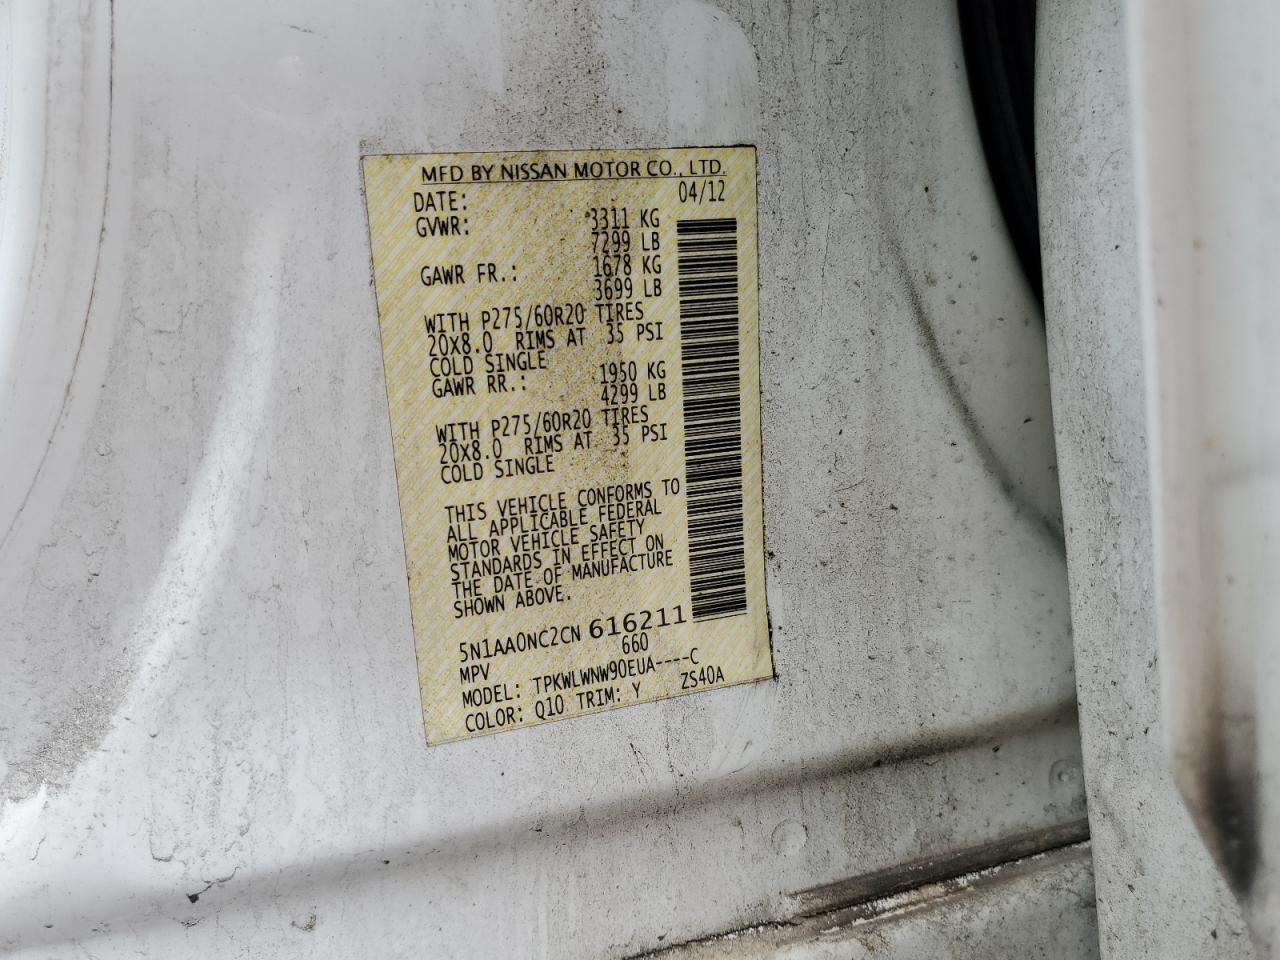 MFD BY NISSAN MOTOR CO., LTD.
DATE: 04/12
GVWR: 3311 KG
7299 LB
GAWR FR.: 1678 KG
3699 LB
WITH P275/60R20 TIRES
20X8.0 RIMS AT 35 PSI
COLD SINGLE
GAWR RR.: 1950 KG
4299 LB
WITH P275/60R20 TIRES
20X8.0 RIMS AT 35 PSI
COLD SINGLE
THIS VEHICLE CONFORMS TO
ALL APPLICABLE FEDERAL
MOTOR VEHICLE SAFETY
STANDARDS IN EFFECT ON
THE DATE OF MANUFACTURE
SHOWN ABOVE.
5N1AA0NC2CN 616211
MPV 660
MODEL: TPKWLWNW90EUA----C
COLOR: Q10 TRIM: Y ZS40A